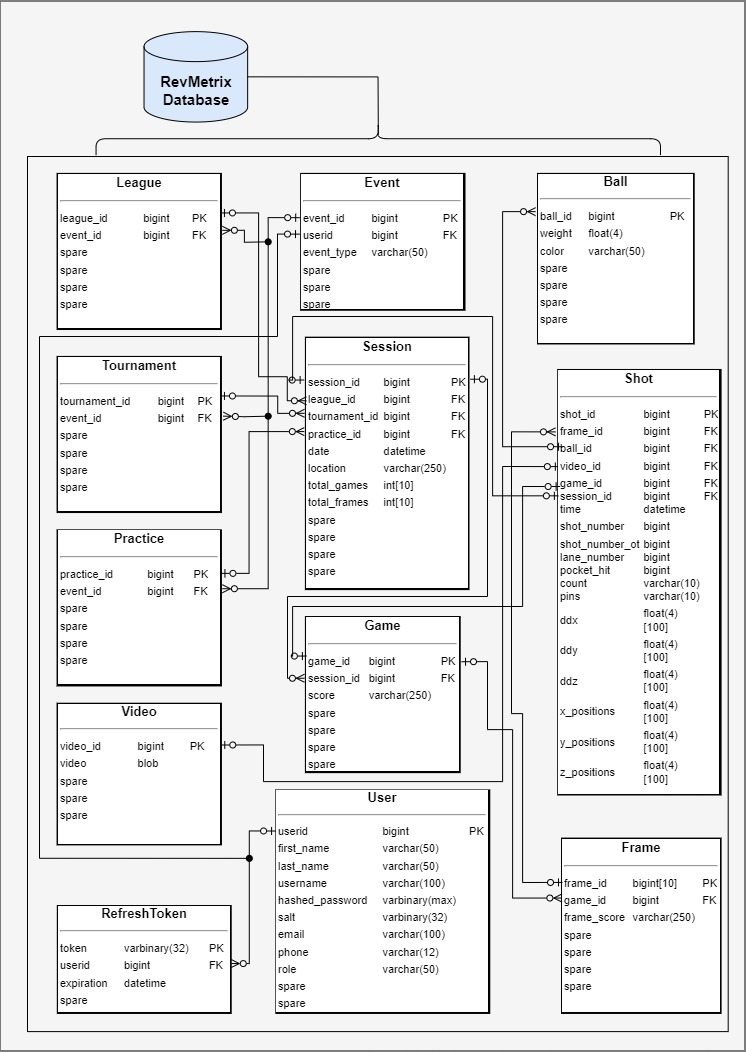 RevMetrix
Database
League
league_id bigint PK
event_id bigint FK
spare
spare
spare
spare
Event
event_id bigint PK
userid bigint FK
event_type varchar(50)
spare
spare
spare
Ball
ball_id bigint PK
weight float(4)
color varchar(50)
spare
spare
spare
spare
Tournament
tournament_id bigint PK
event_id bigint FK
spare
spare
spare
spare
Session
session_id bigint PK
league_id bigint FK
tournament_id bigint FK
practice_id bigint FK
date datetime
location varchar(250)
total_games int[10]
total_frames int[10]
spare
spare
spare
spare
Shot
shot_id bigint PK
frame_id bigint FK
ball_id bigint FK
video_id bigint FK
game_id bigint FK
session_id bigint FK
time datetime
shot_number bigint
shot_number_ot bigint
lane_number bigint
pocket_hit bigint
count varchar(10)
pins varchar(10)
ddx float(4)
[100]
ddy float(4)
[100]
ddz float(4)
[100]
x_positions float(4)
[100]
y_positions float(4)
[100]
z_positions float(4)
[100]
Practice
practice_id bigint PK
event_id bigint FK
spare
spare
spare
spare
Game
game_id bigint PK
session_id bigint FK
score varchar(250)
spare
spare
spare
spare
Video
video_id bigint PK
video blob
spare
spare
spare
User
userid bigint PK
first_name varchar(50)
last_name varchar(50)
username varchar(100)
hashed_password varbinary(max)
salt varbinary(32)
email varchar(100)
phone varchar(12)
role varchar(50)
spare
spare
Frame
frame_id bigint[10] PK
game_id bigint FK
frame_score varchar(250)
spare
spare
spare
spare
RefreshToken
token varbinary(32) PK
userid bigint FK
expiration datetime
spare